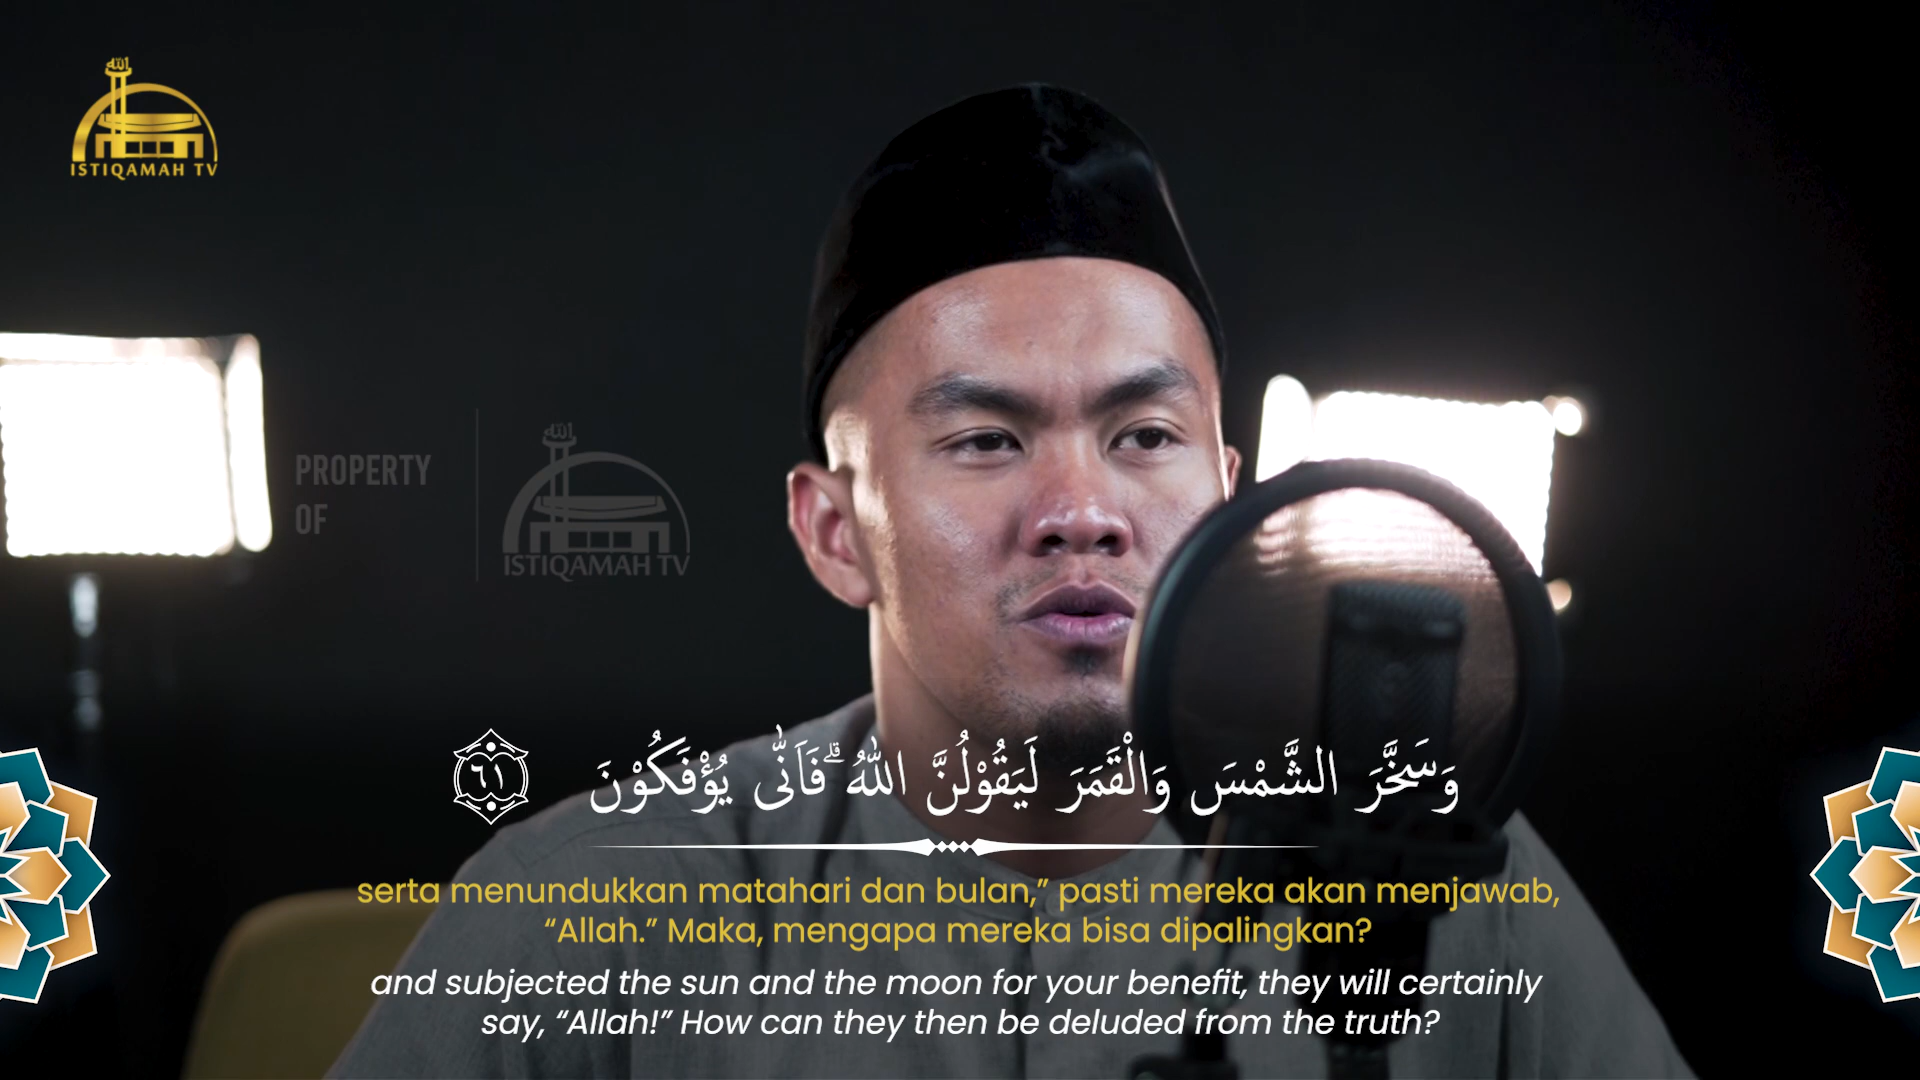 الله
ISTIQAMAH TV
PROPERTY
OF
الله
ISTIQAMAH TV
وَسَخَّرَ الشَّمْسَ وَالْقَمَرَ لَيَقُوْلُنَّ اللّٰهُ ۗفَاَنّٰى يُؤْفَكُوْنَ ٦١
serta menundukkan matahari dan bulan,” pasti mereka akan menjawab,
“Allah.” Maka, mengapa mereka bisa dipalingkan?
and subjected the sun and the moon for your benefit, they will certainly
say, “Allah!” How can they then be deluded from the truth?